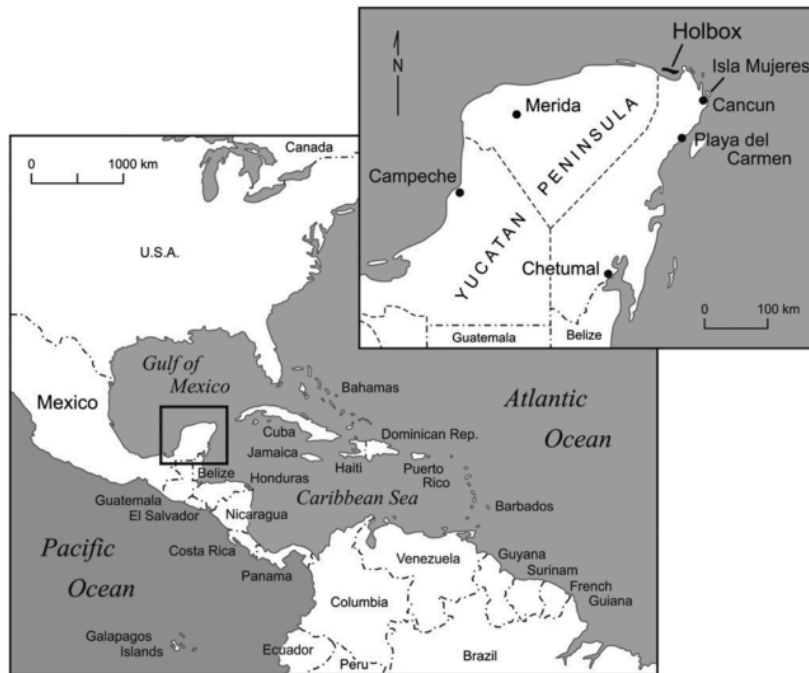 Holbox
N
Isla Mujeres
Merida
Cancun
Playa del
Carmen
Campeche
YUCATAN PENINSULA
Chetumal
0 100 km
Guatemala
Belize
0 1000 km
Canada
U.S.A.
Gulf of
Mexico
Mexico
Bahamas
Atlantic
Ocean
Cuba
Dominican Rep.
Jamaica
Haiti
Puerto
Rico
Belize
Honduras
Caribbean Sea
Barbados
Guatemala
El Salvador
Nicaragua
Pacific
Ocean
Costa Rica
Panama
Venezuela
Guyana
Surinam
French
Guiana
Columbia
Galapagos
Islands
Ecuador
Peru
Brazil